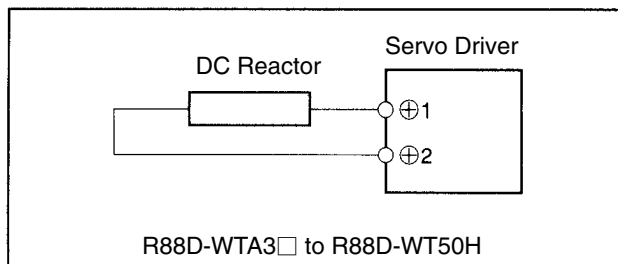 Servo Driver
DC Reactor
⊕1
⊕2
R88D-WTA3□ to R88D-WT50H